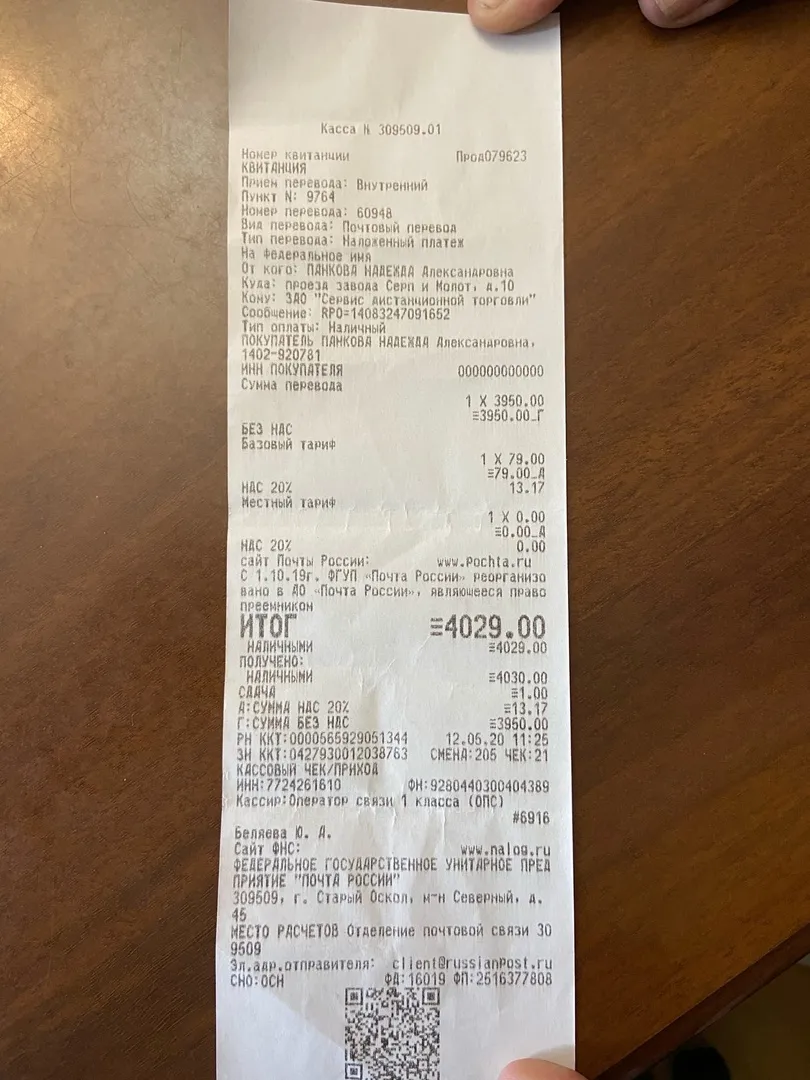 Касса N 309509.01
Номер квитанции Прод079623
КВИТАНЦИЯ
Прием перевода: Внутренний
Пункт N: 9764
Номер перевода: 60948
Вид перевода: Почтовый перевод
Тип перевода: Наложенный платеж
На Федеральное имя
От кого: ПАНКОВА НАДЕЖДА Александровна
Куда: проезд завода Серп и Молот, д.10
Кому: ЗАО "Сервис дистанционной торговли"
Сообщение: RPO=14083247091652
Тип оплаты: Наличный
ПОКУПАТЕЛЬ ПАНКОВА НАДЕЖДА Александровна,
1402-920781
ИНН ПОКУПАТЕЛЯ 000000000000
Сумма перевода
1 X 3950.00
≡3950.00_Г
БЕЗ НДС
Базовый тариф
1 X 79.00
≡79.00_А
НДС 20% 13.17
Местный тариф
1 X 0.00
≡0.00_А
НДС 20% 0.00
сайт Почты России: www.pochta.ru
С 1.10.19г. ФГУП «Почта России» реорганизо
вано в АО «Почта России», являющееся право
преемником
ИТОГ ≡4029.00
НАЛИЧНЫМИ ≡4029.00
ПОЛУЧЕНО:
НАЛИЧНЫМИ ≡4030.00
СДАЧА ≡1.00
А:СУММА НДС 20% ≡13.17
Г:СУММА БЕЗ НДС ≡3950.00
РН ККТ:0000565929051344 12.05.20 11:25
ЗН ККТ:0427930012038763 СМЕНА:205 ЧЕК:21
КАССОВЫЙ ЧЕК/ПРИХОД
ИНН:7724261610 ФН:9280440300404389
Кассир:Оператор связи 1 класса (ОПС)
#6916
Беляева Ю. А.
Сайт ФНС: www.nalog.ru
ФЕДЕРАЛЬНОЕ ГОСУДАРСТВЕННОЕ УНИТАРНОЕ ПРЕД
ПРИЯТИЕ "ПОЧТА РОССИИ"
309509, г. Старый Оскол, м-н Северный, д.
45
МЕСТО РАСЧЕТОВ Отделение почтовой связи 30
9509
Эл.адр.отправителя: client@russianpost.ru
СНО:ОСН ФД:16019 ФП:2516377808